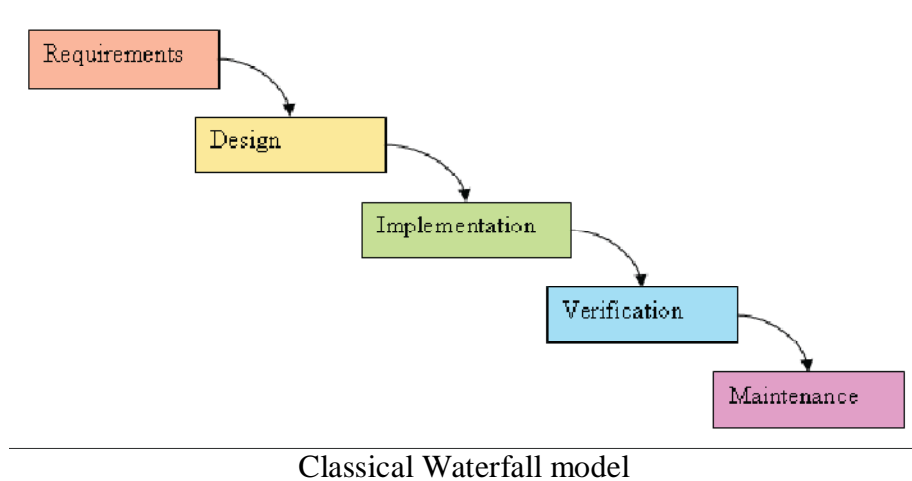 Requirements
Design
Implementation
Verification
Maintenance
Classical Waterfall model